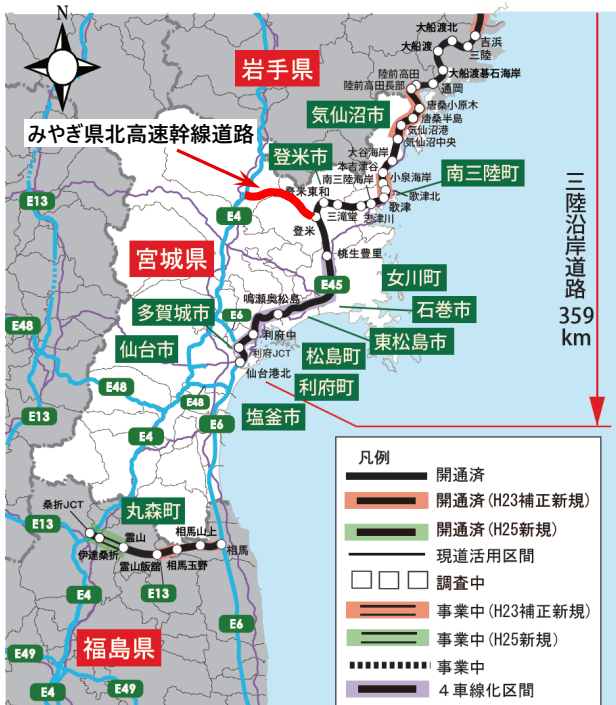 N
岩手県
大船渡北
大船渡
吉浜
三陸
大船渡碁石海岸
陸前高田
陸前高田長部
通岡
唐桑小原木
唐桑半島
気仙沼市
気仙沼港
気仙沼中央
みやぎ県北高速幹線道路
大谷海岸
登米市
本吉津谷
小泉海岸
南三陸海岸
南三陸町
歌津北
歌津
登米東和
三滝堂
志津川
登米
E13
E4
三陸沿岸道路
359
km
宮城県
桃生豊里
E45
女川町
鳴瀬奥松島
石巻市
多賀城市
E6
E48
利府中
東松島市
仙台市
利府JCT
松島町
仙台港北
利府町
E48
E48
E13
塩釜市
E4
E6
凡例
開通済
開通済(H23補正新規)
開通済(H25新規)
現道活用区間
調査中
事業中(H23補正新規)
事業中(H25新規)
事業中
４車線化区間
丸森町
桑折JCT
E13
霊山
相馬山上
伊達桑折
霊山飯舘
相馬玉野
相馬
E4
E13
E6
福島県
E49
E49
E4